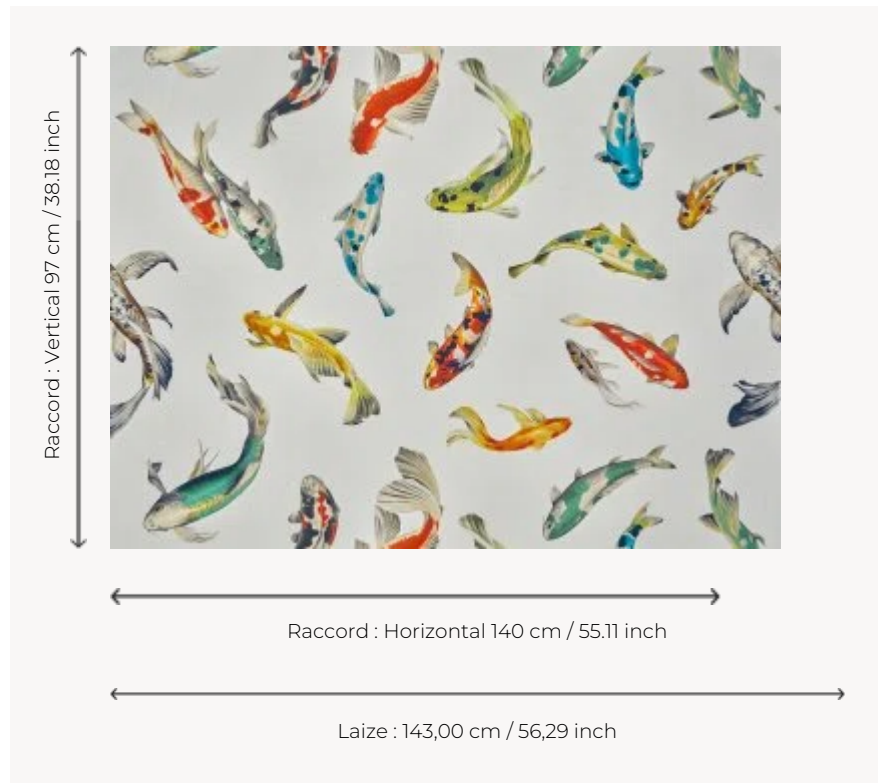 Raccord : Vertical 97 cm / 38.18 inch
Raccord : Horizontal 140 cm / 55.11 inch
Laize : 143,00 cm / 56,29 inch